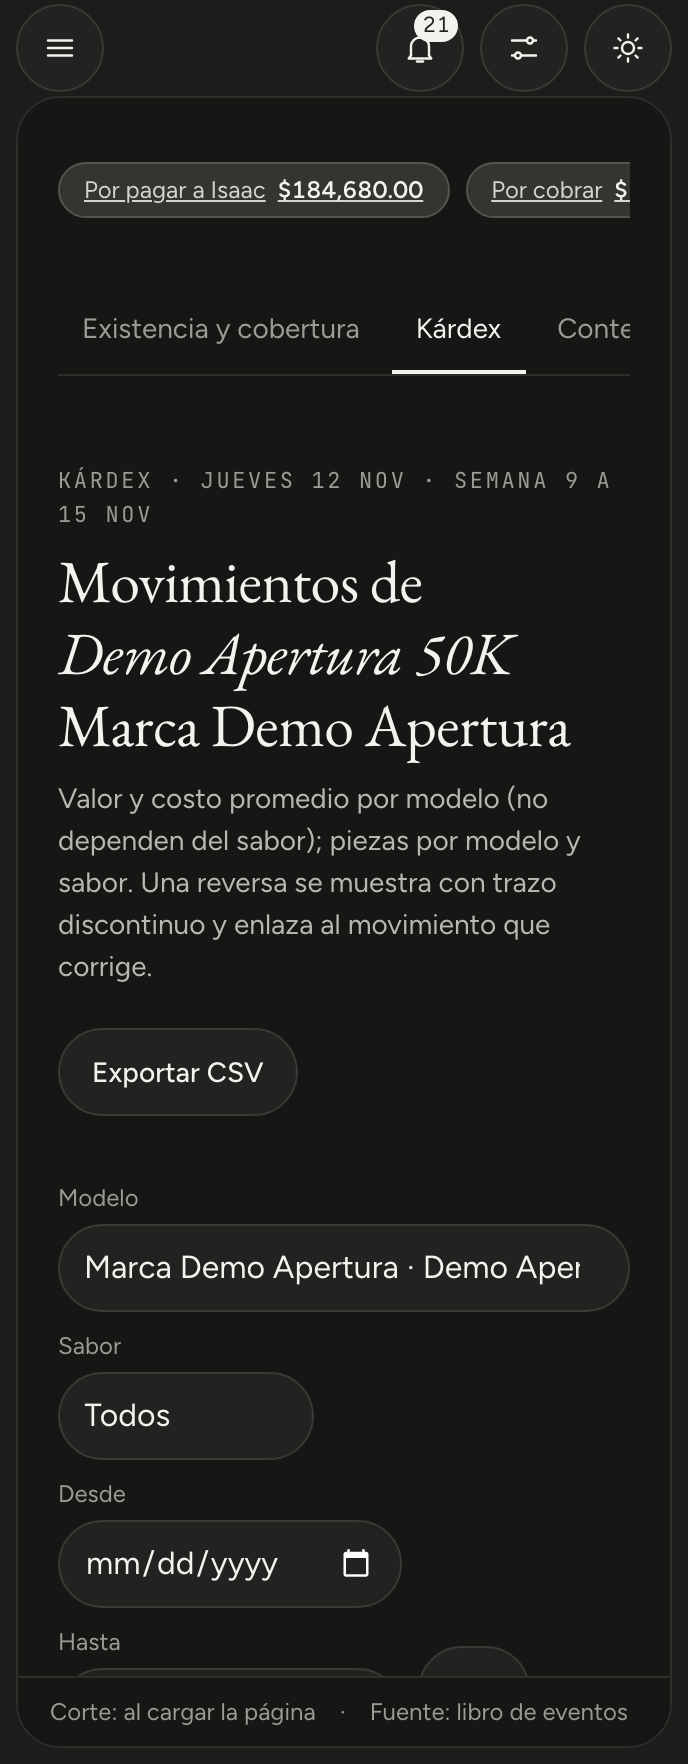 21
Por pagar a Isaac $184,680.00 Por cobrar $
Existencia y cobertura Kárdex Conte
KÁRDEX · JUEVES 12 NOV · SEMANA 9 A
15 NOV
Movimientos de
Demo Apertura 50K
Marca Demo Apertura
Valor y costo promedio por modelo (no
dependen del sabor); piezas por modelo y
sabor. Una reversa se muestra con trazo
discontinuo y enlaza al movimiento que
corrige.
Exportar CSV
Modelo
Marca Demo Apertura · Demo Aper
Sabor
Todos
Desde
mm/dd/yyyy
Hasta
Corte: al cargar la página · Fuente: libro de eventos